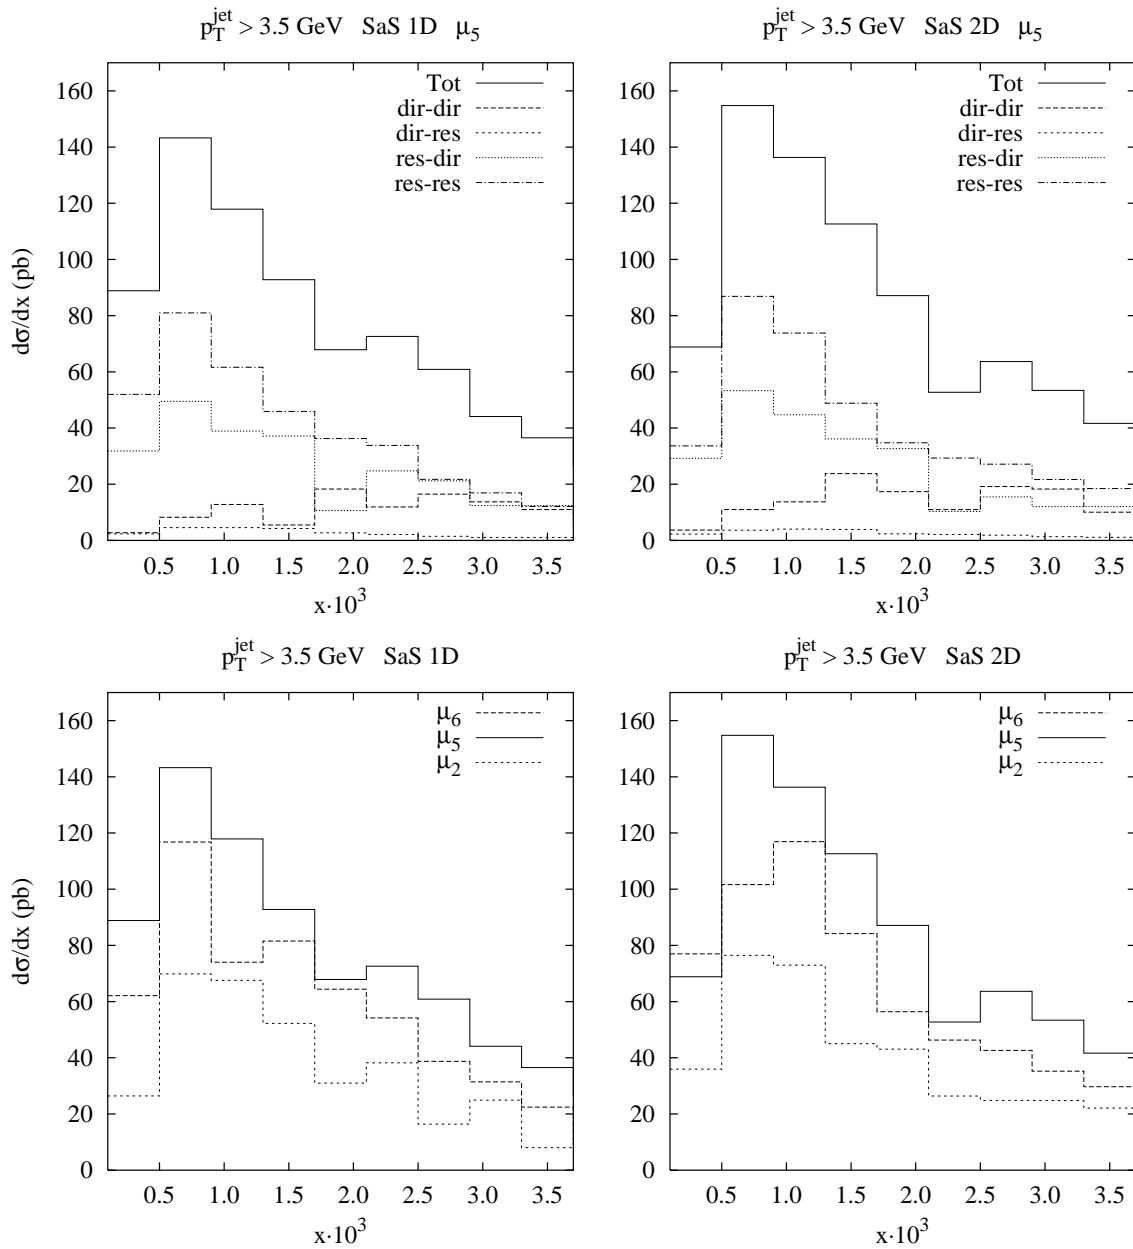 p_T^jet > 3.5 GeV SaS 1D μ_5
160
140
120
100
80
60
40
20
0
dσ/dx (pb)
Tot
dir-dir
dir-res
res-dir
res-res
0.5 1.0 1.5 2.0 2.5 3.0 3.5
x·10^3
p_T^jet > 3.5 GeV SaS 2D μ_5
160
140
120
100
80
60
40
20
0
Tot
dir-dir
dir-res
res-dir
res-res
0.5 1.0 1.5 2.0 2.5 3.0 3.5
x·10^3
p_T^jet > 3.5 GeV SaS 1D
160
140
120
100
80
60
40
20
0
dσ/dx (pb)
μ_6
μ_5
μ_2
0.5 1.0 1.5 2.0 2.5 3.0 3.5
x·10^3
p_T^jet > 3.5 GeV SaS 2D
160
140
120
100
80
60
40
20
0
μ_6
μ_5
μ_2
0.5 1.0 1.5 2.0 2.5 3.0 3.5
x·10^3